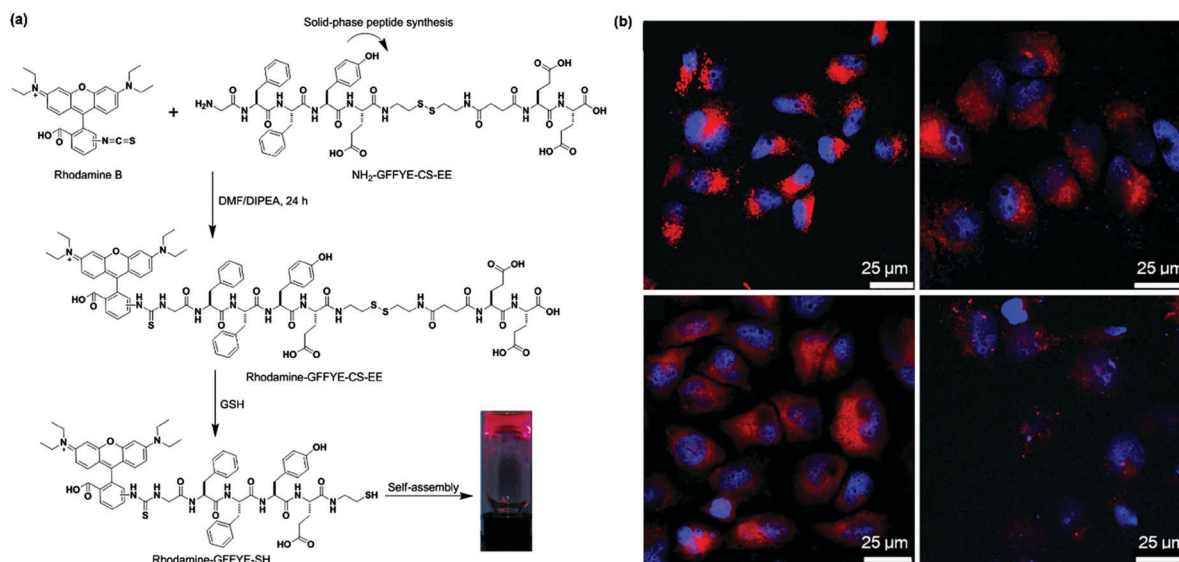 (a)
Solid-phase peptide synthesis
Rhodamine B
+
NH₂-GFFYE-CS-EE
DMF/DIPEA, 24 h
Rhodamine-GFFYE-CS-EE
GSH
Rhodamine-GFFYE-SH
Self-assembly
(b)
25 µm
25 µm
25 µm
25 µm